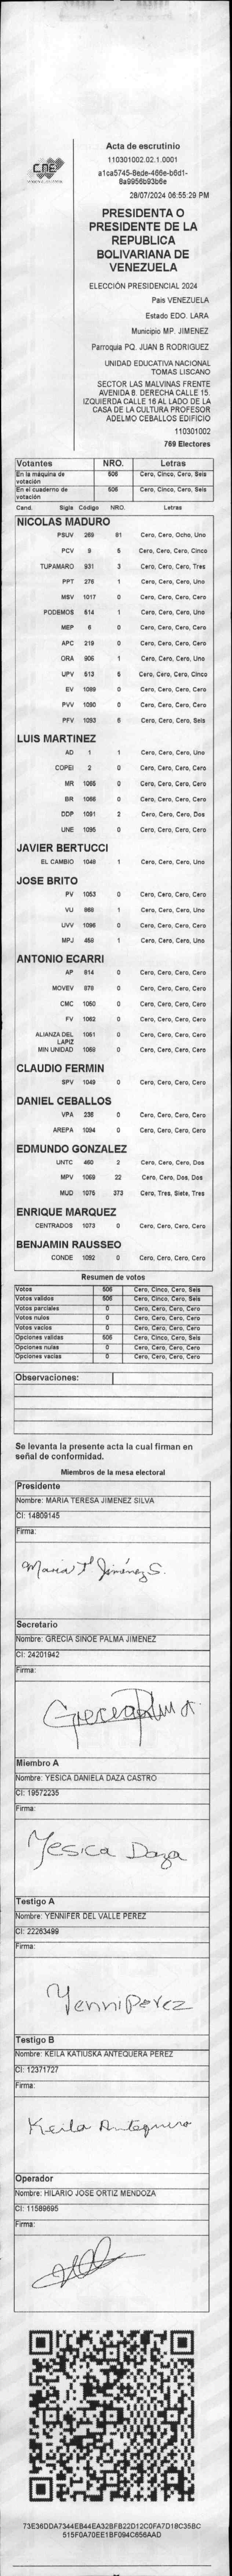 CNE
Acta de escrutinio
110301002.02.1.0001
a1ca5745-8ede-466e-b6d1-
8a9956b93b6e
28/07/2024 06:55:29 PM
PRESIDENTA O
PRESIDENTE DE LA
REPUBLICA
BOLIVARIANA DE
VENEZUELA
ELECCIÓN PRESIDENCIAL 2024
Pais VENEZUELA
Estado EDO. LARA
Municipio MP. JIMENEZ
Parroquia PQ. JUAN B RODRIGUEZ
UNIDAD EDUCATIVA NACIONAL
TOMAS LISCANO
SECTOR LAS MALVINAS FRENTE
AVENIDA 8. DERECHA CALLE 15.
IZQUIERDA CALLE 16 AL LADO DE LA
CASA DE LA CULTURA PROFESOR
ADELMO CEBALLOS EDIFICIO
110301002
769 Electores
Votantes NRO. Letras
En la máquina de votación 506 Cero, Cinco, Cero, Seis
En el cuaderno de votación 506 Cero, Cinco, Cero, Seis
Cand. Sigla Código NRO. Letras
NICOLAS MADURO
PSUV 269 81 Cero, Cero, Ocho, Uno
PCV 9 5 Cero, Cero, Cero, Cinco
TUPAMARO 931 3 Cero, Cero, Cero, Tres
PPT 276 1 Cero, Cero, Cero, Uno
MSV 1017 0 Cero, Cero, Cero, Cero
PODEMOS 514 1 Cero, Cero, Cero, Uno
MEP 6 0 Cero, Cero, Cero, Cero
APC 219 0 Cero, Cero, Cero, Cero
ORA 906 1 Cero, Cero, Cero, Uno
UPV 513 5 Cero, Cero, Cero, Cinco
EV 1089 0 Cero, Cero, Cero, Cero
PVV 1090 0 Cero, Cero, Cero, Cero
PFV 1093 6 Cero, Cero, Cero, Seis
LUIS MARTINEZ
AD 1 1 Cero, Cero, Cero, Uno
COPEI 2 0 Cero, Cero, Cero, Cero
MR 1065 0 Cero, Cero, Cero, Cero
BR 1066 0 Cero, Cero, Cero, Cero
DDP 1091 2 Cero, Cero, Cero, Dos
UNE 1095 0 Cero, Cero, Cero, Cero
JAVIER BERTUCCI
EL CAMBIO 1048 1 Cero, Cero, Cero, Uno
JOSE BRITO
PV 1053 0 Cero, Cero, Cero, Cero
VU 868 1 Cero, Cero, Cero, Uno
UVV 1096 0 Cero, Cero, Cero, Cero
MPJ 458 1 Cero, Cero, Cero, Uno
ANTONIO ECARRI
AP 914 0 Cero, Cero, Cero, Cero
MOVEV 878 0 Cero, Cero, Cero, Cero
CMC 1050 0 Cero, Cero, Cero, Cero
FV 1062 0 Cero, Cero, Cero, Cero
ALIANZA DEL LAPIZ 1051 0 Cero, Cero, Cero, Cero
MIN UNIDAD 1068 0 Cero, Cero, Cero, Cero
CLAUDIO FERMIN
SPV 1049 0 Cero, Cero, Cero, Cero
DANIEL CEBALLOS
VPA 236 0 Cero, Cero, Cero, Cero
AREPA 1094 0 Cero, Cero, Cero, Cero
EDMUNDO GONZALEZ
UNTC 460 2 Cero, Cero, Cero, Dos
MPV 1069 22 Cero, Cero, Dos, Dos
MUD 1075 373 Cero, Tres, Siete, Tres
ENRIQUE MARQUEZ
CENTRADOS 1073 0 Cero, Cero, Cero, Cero
BENJAMIN RAUSSEO
CONDE 1092 0 Cero, Cero, Cero, Cero
Resumen de votos
Votos 506 Cero, Cinco, Cero, Seis
Votos validos 506 Cero, Cinco, Cero, Seis
Votos parciales 0 Cero, Cero, Cero, Cero
Votos nulos 0 Cero, Cero, Cero, Cero
Votos vacios 0 Cero, Cero, Cero, Cero
Opciones validas 506 Cero, Cinco, Cero, Seis
Opciones nulas 0 Cero, Cero, Cero, Cero
Opciones vacias 0 Cero, Cero, Cero, Cero
Observaciones:
Se levanta la presente acta la cual firman en
señal de conformidad.
Miembros de la mesa electoral
Presidente
Nombre: MARIA TERESA JIMENEZ SILVA
CI: 14809145
Firma:
Maria Tª Jiménez S.
Secretario
Nombre: GRECIA SINOE PALMA JIMENEZ
CI: 24201942
Firma:
Miembro A
Nombre: YESICA DANIELA DAZA CASTRO
CI: 19572235
Firma:
Yesica Daza
Testigo A
Nombre: YENNIFER DEL VALLE PEREZ
CI: 22263499
Firma:
Yenni Perez
Testigo B
Nombre: KEILA KATIUSKA ANTEQUERA PEREZ
CI: 12371727
Firma:
Keila Antequera
Operador
Nombre: HILARIO JOSE ORTIZ MENDOZA
CI: 11589695
Firma:
73E36DDA7344EB44EA32BFB22D12C0FA7D18C35BC
515F0A70EE1BF094C656AAD